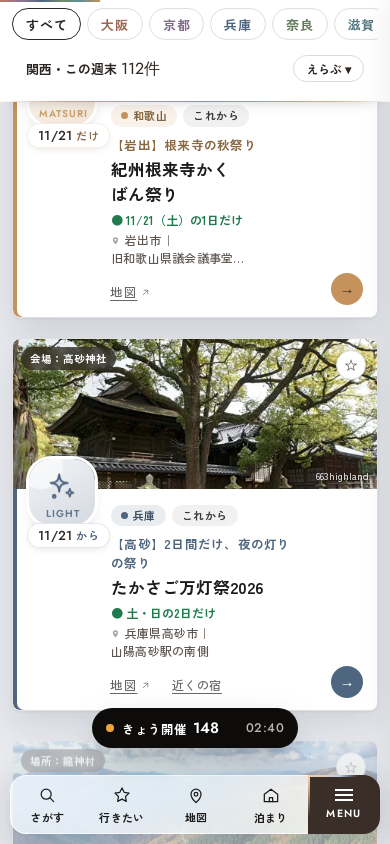 すべて 大阪 京都 兵庫 奈良 滋賀
関西・この週末 112件 えらぶ ▾
MATSURI
和歌山 これから
11/21 だけ
【岩出】根来寺の秋祭り
紀州根来寺かく
ばん祭り
11/21（土）の1日だけ
岩出市｜
旧和歌山県議会議事堂…
地図 ↗ →
会場：高砂神社 ☆
663highland
LIGHT
兵庫 これから
11/21 から
【高砂】2日間だけ、夜の灯り
の祭り
たかさご万灯祭2026
土・日の2日だけ
兵庫県高砂市｜
山陽高砂駅の南側
地図 ↗ 近くの宿 →
きょう開催 148 02:40
場所：龍神村 ☆
さがす 行きたい 地図 泊まり MENU